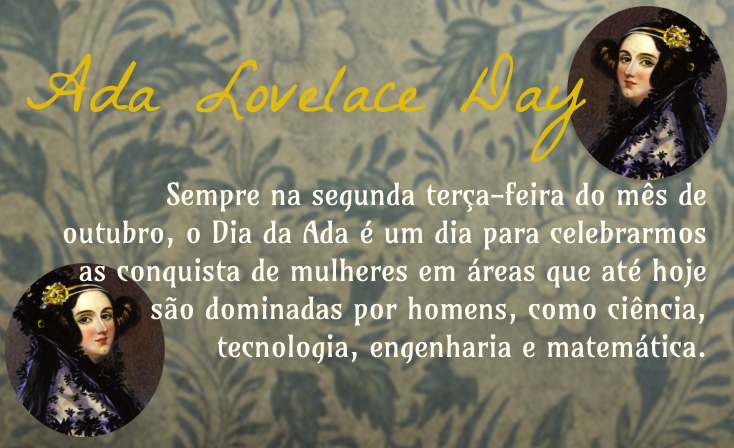 Ada Lovelace Day
Sempre na segunda terça-feira do mês de
outubro, o Dia da Ada é um dia para celebrarmos
as conquista de mulheres em áreas que até hoje
são dominadas por homens, como ciência,
tecnologia, engenharia e matemática.